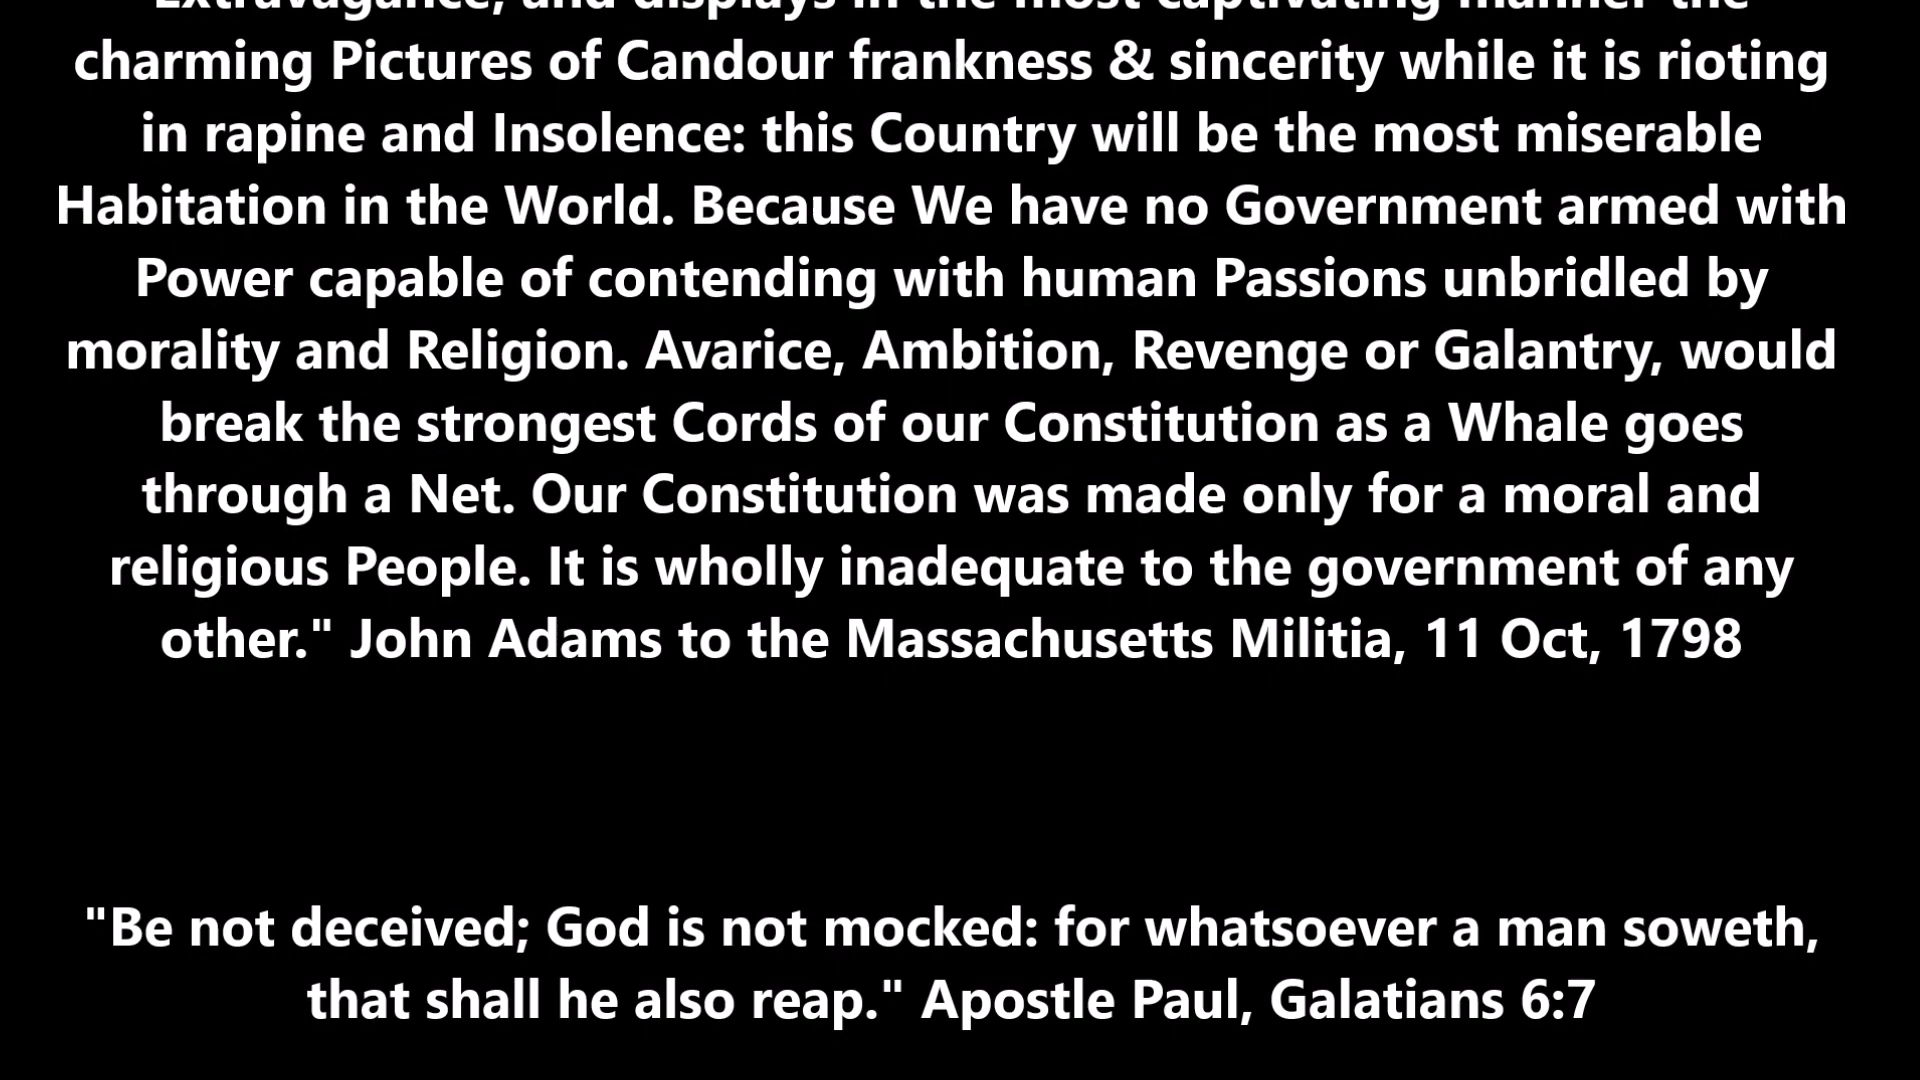 Extravagance, and displays in the most captivating manner the
charming Pictures of Candour frankness & sincerity while it is rioting
in rapine and Insolence: this Country will be the most miserable
Habitation in the World. Because We have no Government armed with
Power capable of contending with human Passions unbridled by
morality and Religion. Avarice, Ambition, Revenge or Galantry, would
break the strongest Cords of our Constitution as a Whale goes
through a Net. Our Constitution was made only for a moral and
religious People. It is wholly inadequate to the government of any
other." John Adams to the Massachusetts Militia, 11 Oct, 1798
"Be not deceived; God is not mocked: for whatsoever a man soweth,
that shall he also reap." Apostle Paul, Galatians 6:7